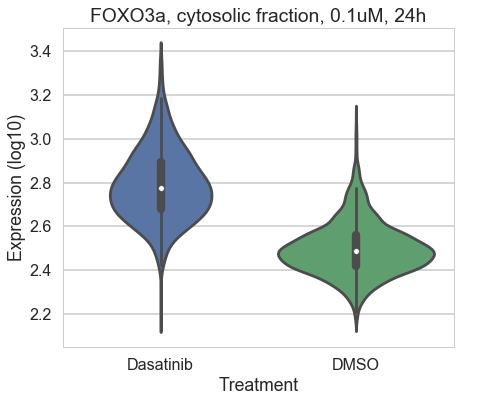 FOXO3a, cytosolic fraction, 0.1uM, 24h
Expression (log10)
3.4
3.2
3.0
2.8
2.6
2.4
2.2
Dasatinib DMSO
Treatment